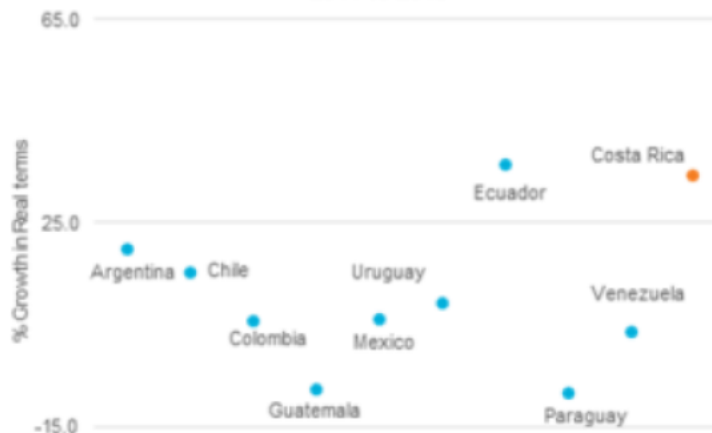 65.0
% Growth in Real terms
Costa Rica
Ecuador
25.0
Argentina
Chile
Uruguay
Venezuela
Colombia
Mexico
Guatemala
Paraguay
-15.0